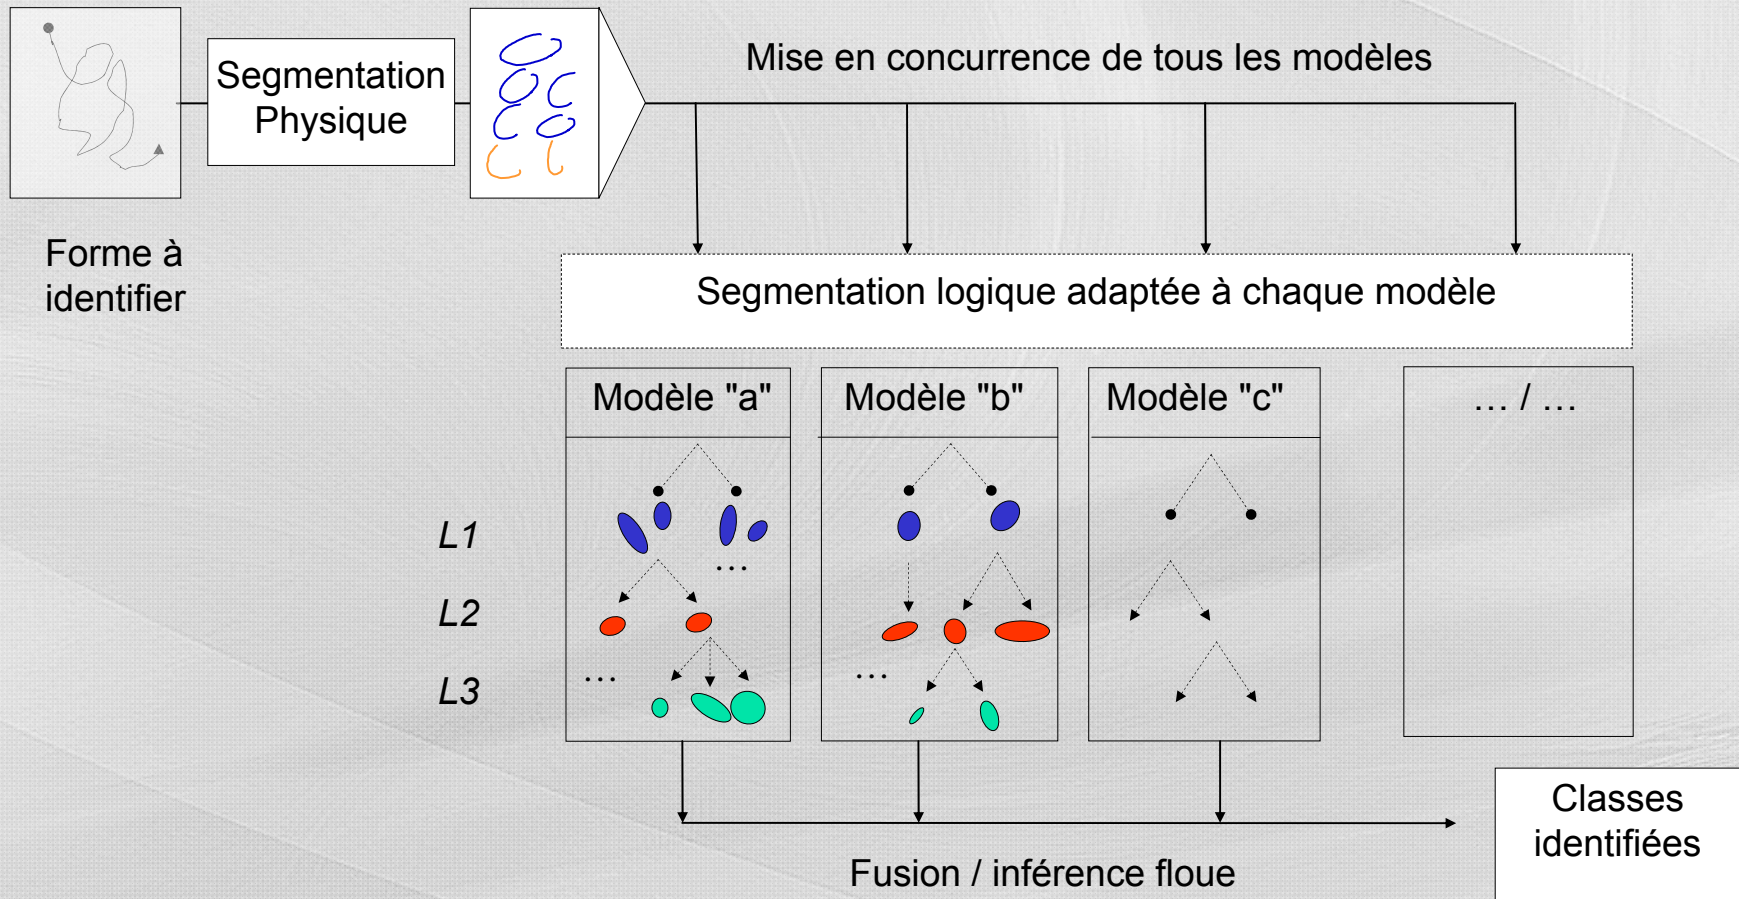 Segmentation
Physique
Mise en concurrence de tous les modèles
Forme à
identifier
Segmentation logique adaptée à chaque modèle
Modèle "a"
Modèle "b"
Modèle "c"
… / …
L1
…
L2
…
…
L3
Classes
identifiées
Fusion / inférence floue